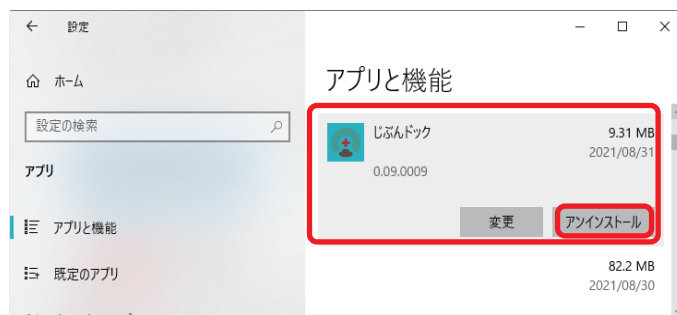 設定
ホーム
設定の検索
アプリ
アプリと機能
既定のアプリ
アプリと機能
じぶんドック
9.31 MB
2021/08/31
0.09.0009
変更
アンインストール
82.2 MB
2021/08/30